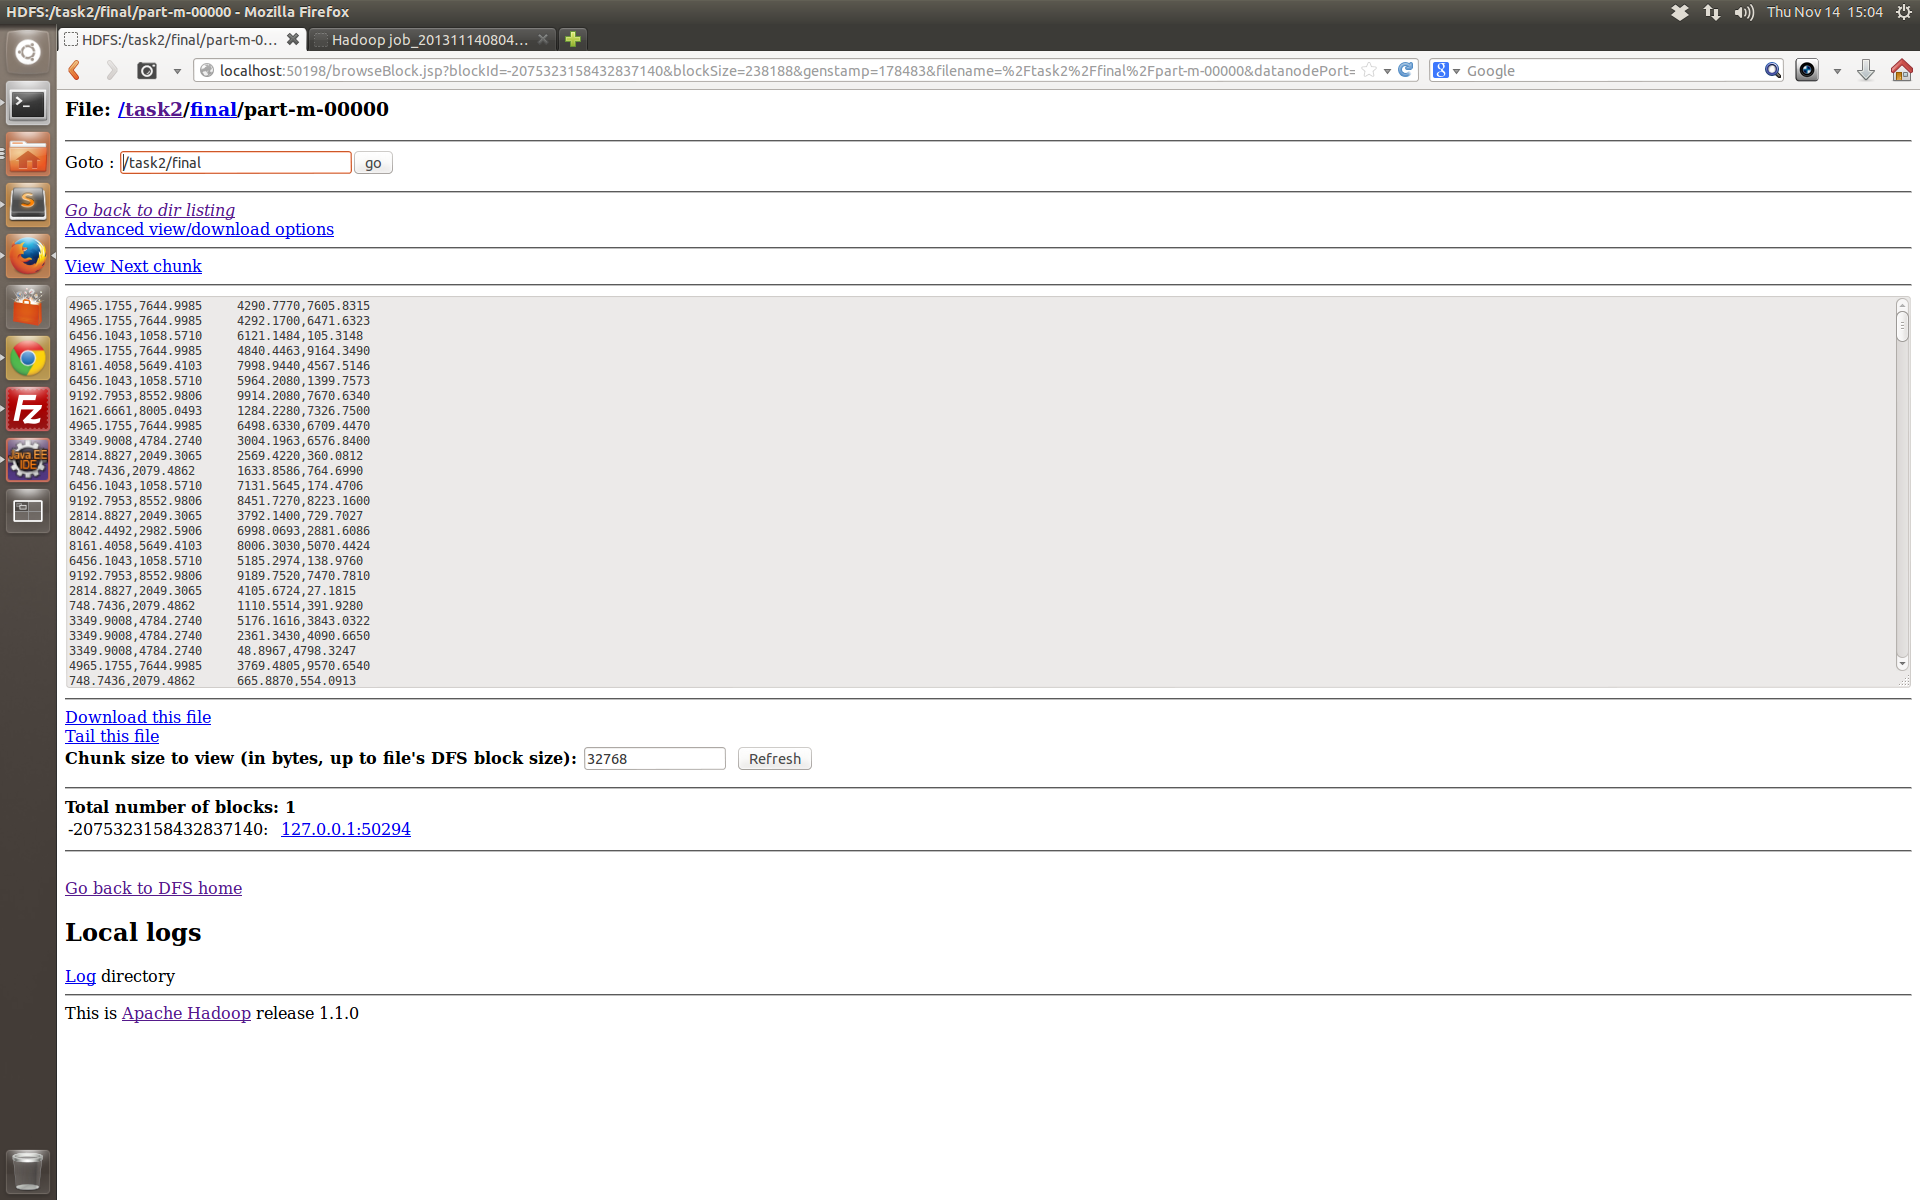 HDFS:/task2/final/part-m-00000 - Mozilla Firefox
Thu Nov 14 15:04
HDFS:/task2/final/part-m-0...
Hadoop job_201311140804...
localhost:50198/browseBlock.jsp?blockId=-2075323158432837140&blockSize=238188&genstamp=178483&filename=%2Ftask2%2Ffinal%2Fpart-m-00000&datanodePort=
8
Google
File: /task2/final/part-m-00000
Goto : /task2/final go
Go back to dir listing
Advanced view/download options
View Next chunk
4965.1755,7644.9985 4290.7770,7605.8315
4965.1755,7644.9985 4292.1700,6471.6323
6456.1043,1058.5710 6121.1484,105.3148
4965.1755,7644.9985 4840.4463,9164.3490
8161.4058,5649.4103 7998.9440,4567.5146
6456.1043,1058.5710 5964.2080,1399.7573
9192.7953,8552.9806 9914.2080,7670.6340
1621.6661,8005.0493 1284.2280,7326.7500
4965.1755,7644.9985 6498.6330,6709.4470
3349.9008,4784.2740 3004.1963,6576.8400
2814.8827,2049.3065 2569.4220,360.0812
748.7436,2079.4862 1633.8586,764.6990
6456.1043,1058.5710 7131.5645,174.4706
9192.7953,8552.9806 8451.7270,8223.1600
2814.8827,2049.3065 3792.1400,729.7027
8042.4492,2982.5906 6998.0693,2881.6086
8161.4058,5649.4103 8006.3030,5070.4424
6456.1043,1058.5710 5185.2974,138.9760
9192.7953,8552.9806 9189.7520,7470.7810
2814.8827,2049.3065 4105.6724,27.1815
748.7436,2079.4862 1110.5514,391.9280
3349.9008,4784.2740 5176.1616,3843.0322
3349.9008,4784.2740 2361.3430,4090.6650
3349.9008,4784.2740 48.8967,4798.3247
4965.1755,7644.9985 3769.4805,9570.6540
748.7436,2079.4862 665.8870,554.0913
Download this file
Tail this file
Chunk size to view (in bytes, up to file's DFS block size): 32768 Refresh
Total number of blocks: 1
-2075323158432837140: 127.0.0.1:50294
Go back to DFS home
Local logs
Log directory
This is Apache Hadoop release 1.1.0
S
Fz
Java EE
IDE